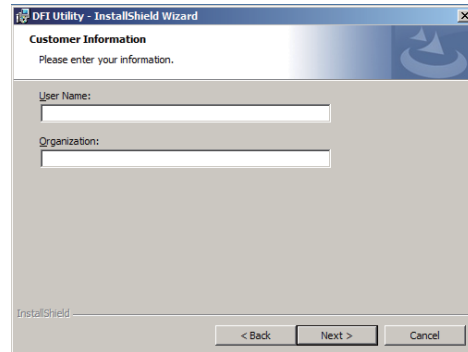 DFI Utility - InstallShield Wizard
Customer Information
Please enter your information.
User Name:
Organization:
InstallShield
< Back
Next >
Cancel